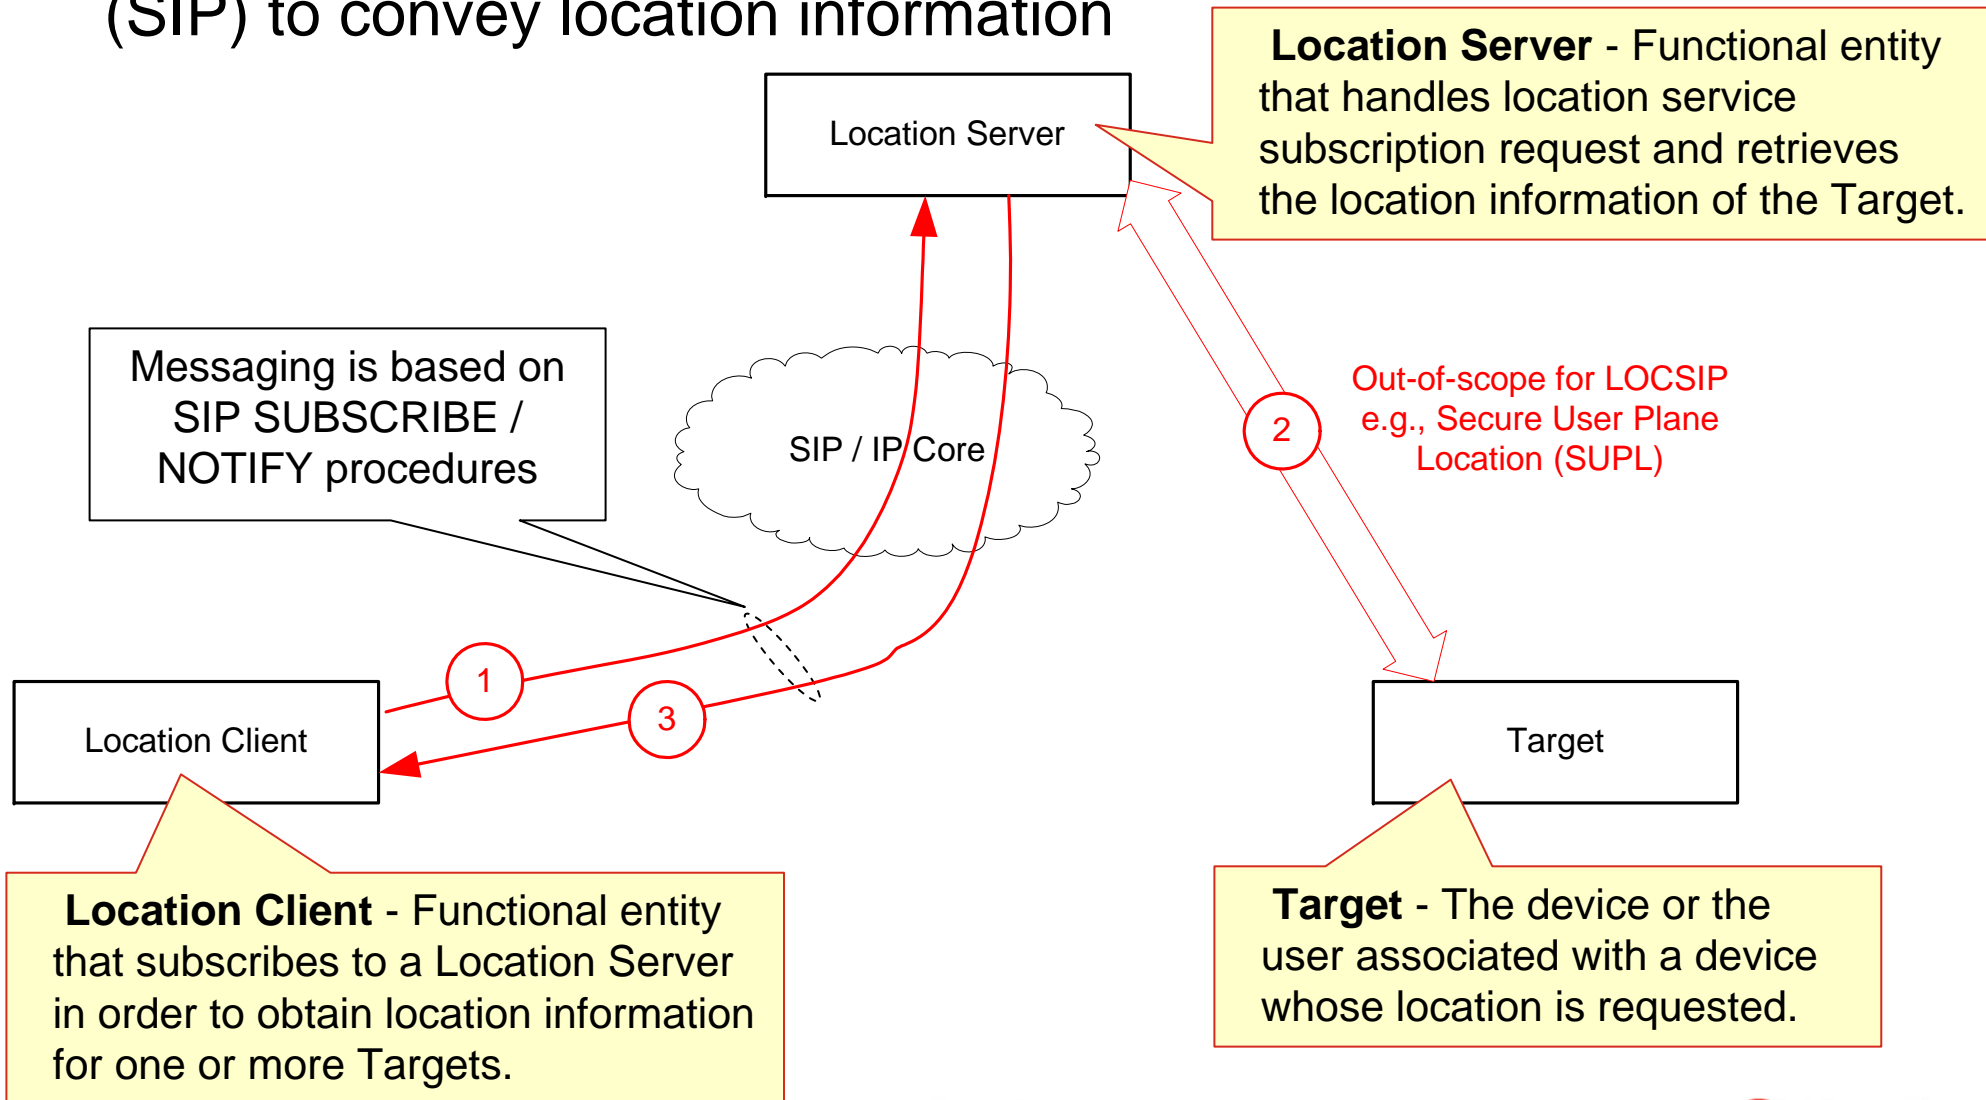 (SIP) to convey location information
Location Server
Location Server - Functional entity
that handles location service
subscription request and retrieves
the location information of the Target.
Messaging is based on
SIP SUBSCRIBE /
NOTIFY procedures
SIP / IP Core
2
Out-of-scope for LOCSIP
e.g., Secure User Plane
Location (SUPL)
1
3
Location Client
Target
Location Client - Functional entity
that subscribes to a Location Server
in order to obtain location information
for one or more Targets.
Target - The device or the
user associated with a device
whose location is requested.